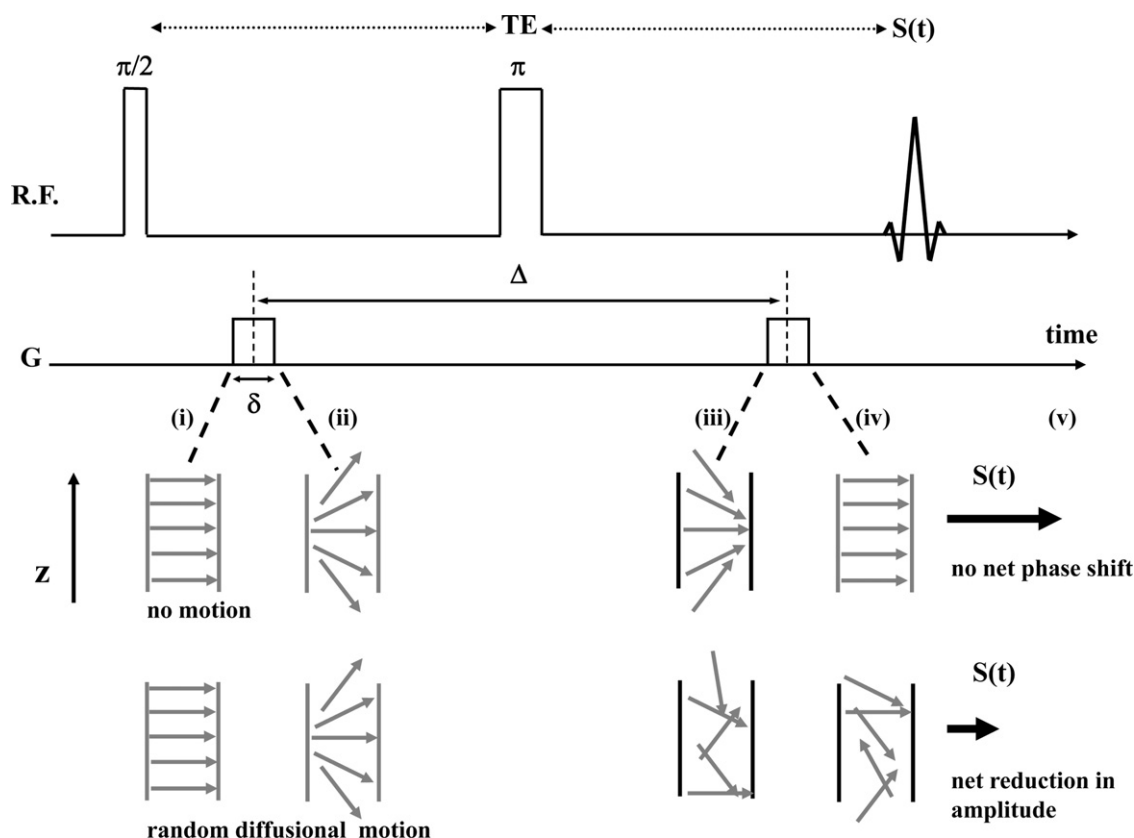 TE
S(t)
π/2
π
R.F.
Δ
time
G
δ
(i)
(ii)
(iii)
(iv)
(v)
S(t)
z
no net phase shift
no motion
S(t)
net reduction in
amplitude
random diffusional motion